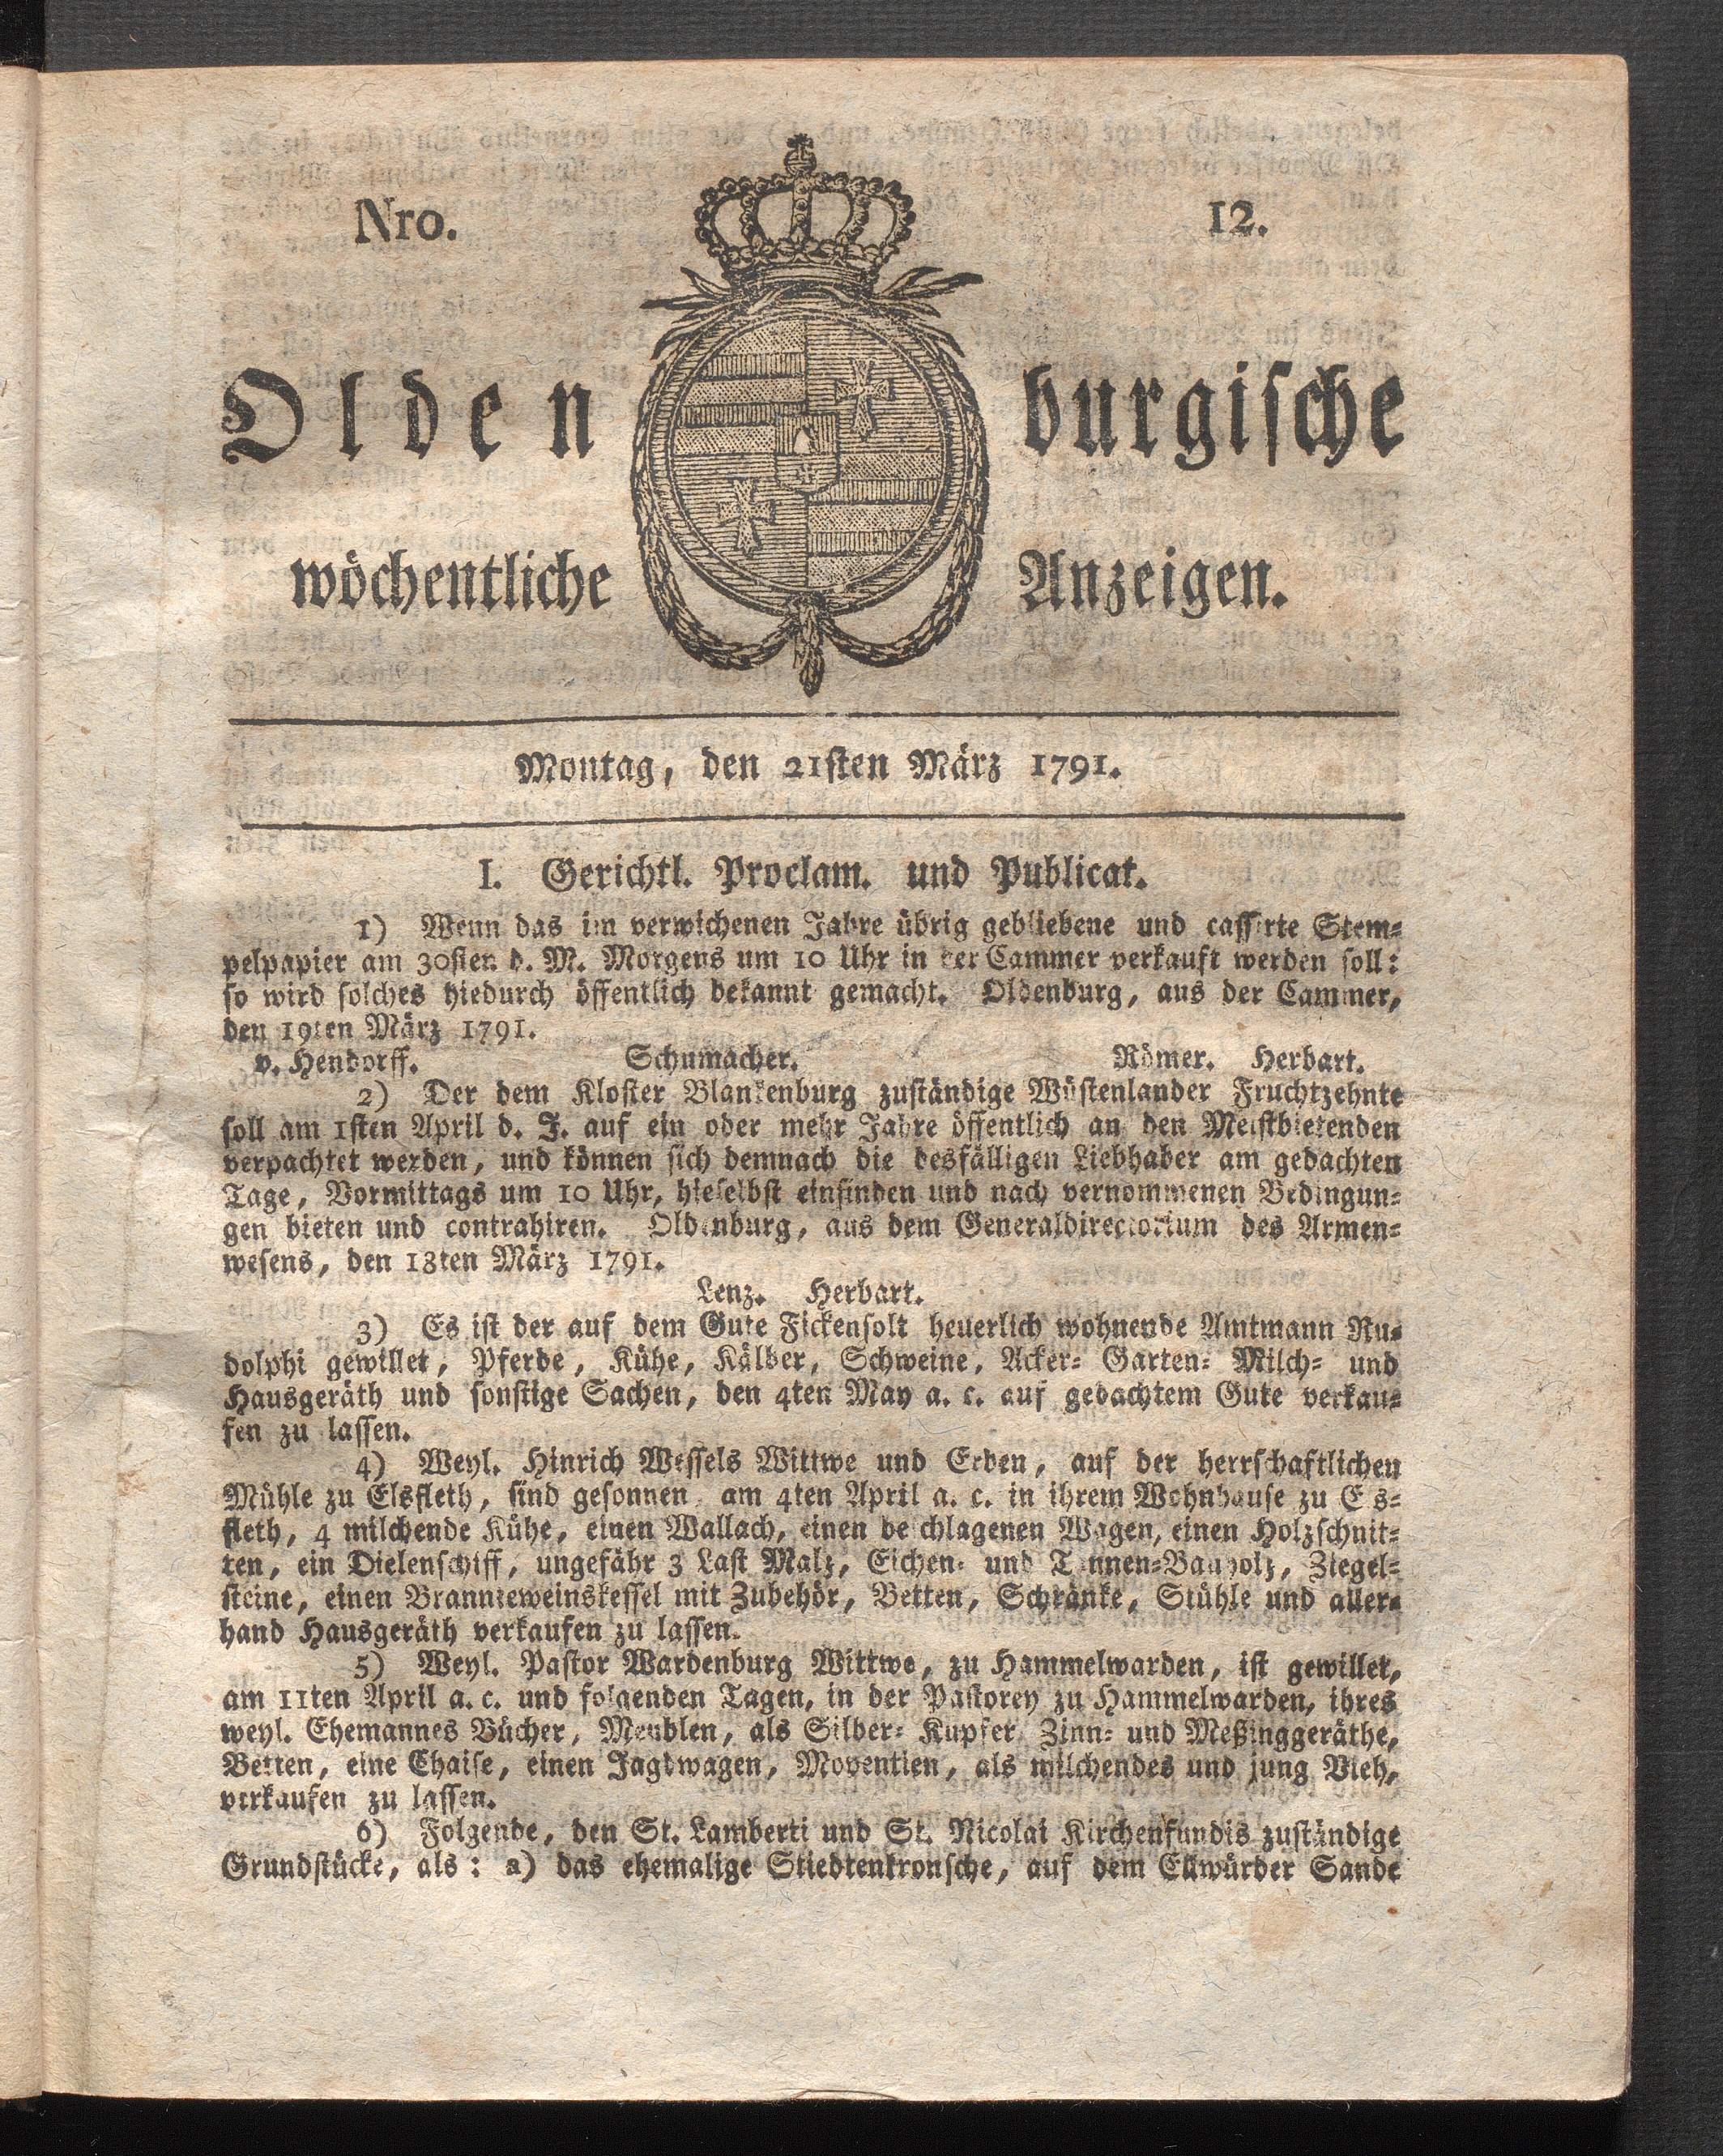 Nro. 12.
Oldenburgische
wöchentliche Anzeigen.
Montag, den 21sten März 1791.
I. Gerichtl. Proclam. und Publicat.
1) Wenn das im verwichenen Jahre übrig gebliebene und cassirte Stem-
pelpapier am 30sten d. M. Morgens um 10 Uhr in der Cammer verkauft werden soll:
so wird solches hiedurch öffentlich bekannt gemacht. Oldenburg, aus der Cammer,
den 19ten März 1791.
v. Hendorff. Schumacher. Römer. Herbart.
2) Der dem Kloster Blankenburg zuständige Wüstenlander Fruchtzehnte
soll am 1sten April d. J. auf ein oder mehr Jahre öffentlich an den Meistbietenden
verpachtet werden, und können sich demnach die desfälligen Liebhaber am gedachten
Tage, Vormittags um 10 Uhr, hieselbst einfinden und nach vernommenen Bedingun-
gen bieten und contrahiren. Oldenburg, aus dem Generaldirectorium des Armen-
wesens, den 18ten März 1791.
Lenz. Herbart.
3) Es ist der auf dem Gute Fickensolt heuerlich wohnende Amtmann Ru-
dolphi gewillet, Pferde, Kühe, Kälber, Schweine, Acker- Garten- Milch- und
Hausgeräth und sonstige Sachen, den 4ten May a. c. auf gedachtem Gute verkau-
fen zu lassen.
4) Weyl. Hinrich Wessels Wittwe und Erben, auf der herrschaftlichen
Mühle zu Elsfleth, sind gesonnen, am 4ten April a. c. in ihrem Wohnhause zu Els-
fleth, 4 milchende Kühe, einen Wallach, einen beschlagenen Wagen, einen Holzschnit-
ten, ein Dielenschiff, ungefähr 3 Last Malz, Eichen- und Tannen-Bauholz, Ziegel-
steine, einen Brannteweinskessel mit Zubehör, Betten, Schränke, Stühle und aller-
hand Hausgeräth verkaufen zu lassen.
5) Weyl. Pastor Wardenburg Wittwe, zu Hammelwarden, ist gewillet,
am 11ten April a. c. und folgenden Tagen, in der Pastorey zu Hammelwarden, ihres
weyl. Ehemannes Bücher, Meublen, als Silber- Kupfer Zinn- und Meßinggeräthe,
Betten, eine Chaise, einen Jagdwagen, Moventien, als milchendes und jung Vieh,
verkaufen zu lassen.
6) Folgende, den St. Lamberti und St. Nicolai Kirchenfundis zuständige
Grundstücke, als: a) das ehemalige Stiedtenkronsche, auf dem Ellwürder Sande